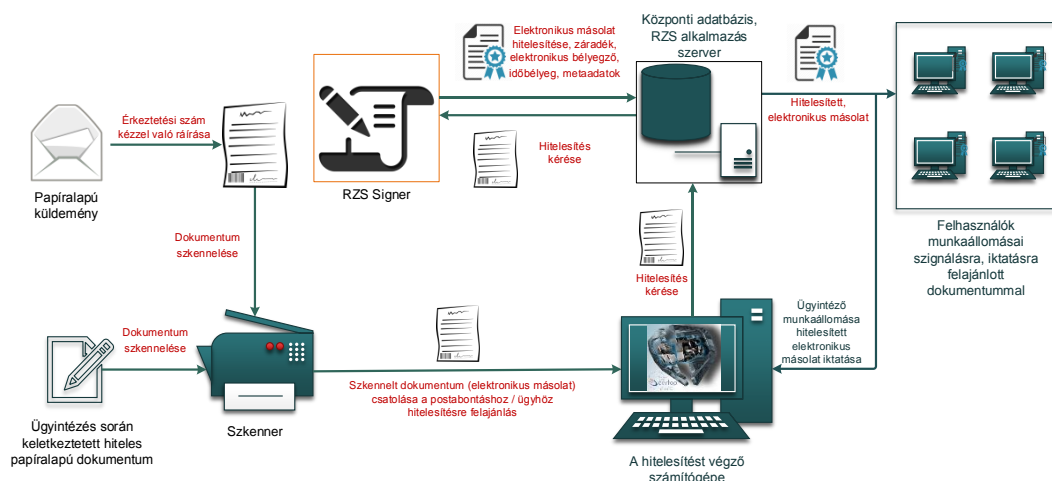 Központi adatbázis,
RZS alkalmazás
szerver
Elektronikus másolat
hitelesítése, záradék,
elektronikus bélyegző,
időbélyeg, metaadatok
Hitelesített,
elektronikus másolat
Érkeztetési szám
kézzel való ráírása
Hitelesítés
kérése
Papíralapú
küldemény
RZS Signer
Felhasználók
munkaállomásai
szignálásra, iktatásra
felajánlott
dokumentummal
Dokumentum
szkennelése
Hitelesítés
kérése
Ügyintéző
munkaállomása
hitelesített
elektronikus
másolat iktatása
Dokumentum
szkennelése
Szkennelt dokumentum (elektronikus másolat)
csatolása a postabontáshoz / ügyhöz
hitelesítésre felajánlás
Szkenner
Ügyintézés során
keletkeztetett hiteles
papíralapú dokumentum
A hitelesítést végző
számítógépe